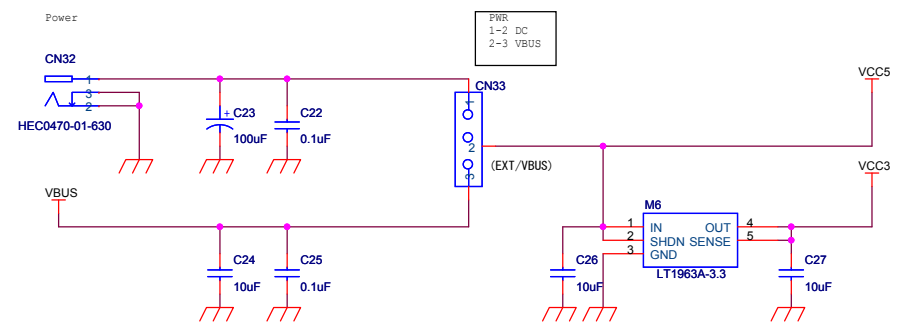 Power
PWR
1-2 DC
2-3 VBUS
CN32
1
3
2
HEC0470-01-630
+ C23
100uF
C22
0.1uF
CN33
1
2
3
(EXT/VBUS)
VCC5
VCC3
VBUS
C24
10uF
C25
0.1uF
C26
10uF
M6
1 IN OUT 4
2 SHDN SENSE 5
3 GND
LT1963A-3.3
C27
10uF